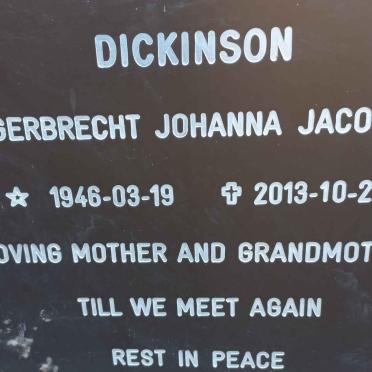 DICKINSON
GERBRECHT JOHANNA JACO
☆ 1946-03-19 ✞ 2013-10-2
OVING MOTHER AND GRANDMOT
TILL WE MEET AGAIN
REST IN PEACE